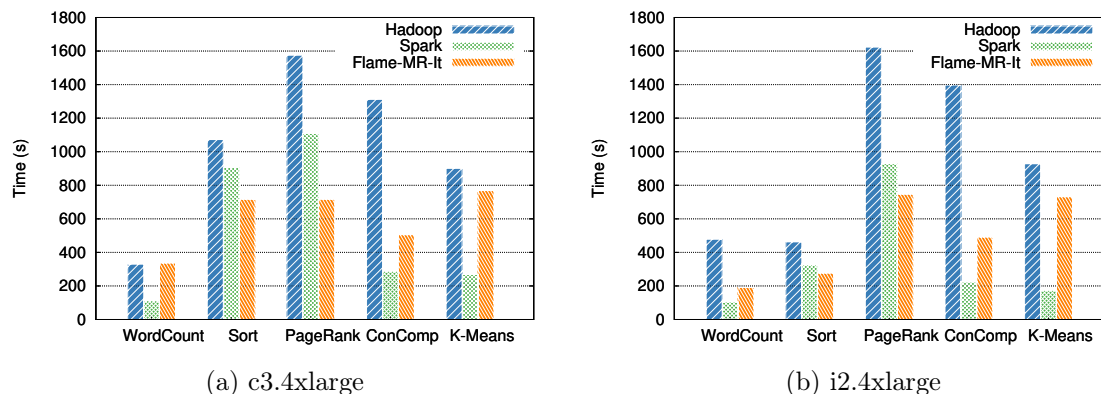 1800
1600
1400
1200
1000
800
600
400
200
0
Time (s)
Hadoop
Spark
Flame-MR-It
WordCount Sort PageRank ConComp K-Means
(a) c3.4xlarge
1800
1600
1400
1200
1000
800
600
400
200
0
Time (s)
Hadoop
Spark
Flame-MR-It
WordCount Sort PageRank ConComp K-Means
(b) i2.4xlarge